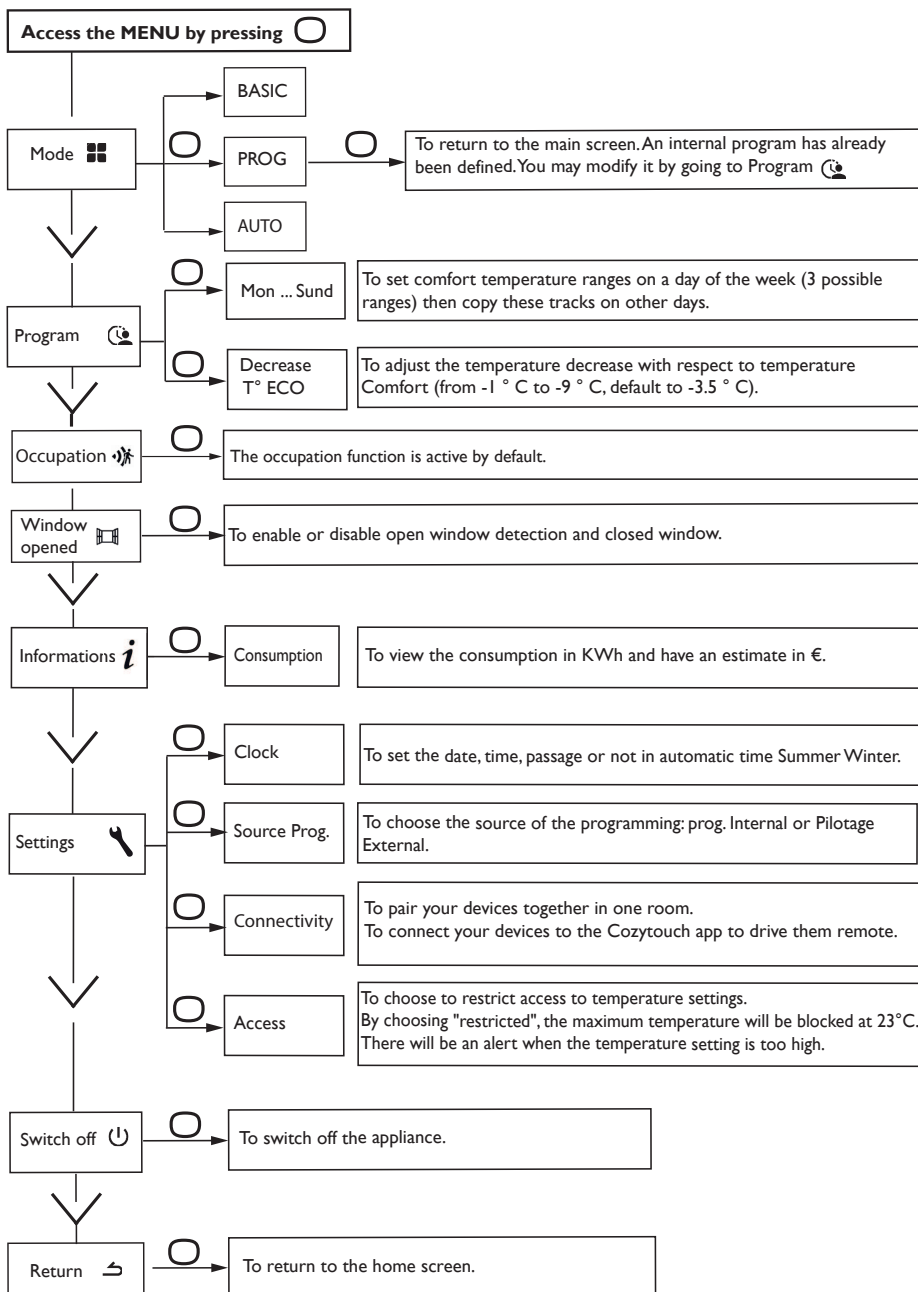 Access the MENU by pressing
BASIC
Mode
PROG
To return to the main screen. An internal program has already
been defined. You may modify it by going to Program
AUTO
Program
Mon ... Sund
To set comfort temperature ranges on a day of the week (3 possible
ranges) then copy these tracks on other days.
Decrease
T° ECO
To adjust the temperature decrease with respect to temperature
Comfort (from -1 ° C to -9 ° C, default to -3.5 ° C).
Occupation
The occupation function is active by default.
Window
opened
To enable or disable open window detection and closed window.
Informations i
Consumption
To view the consumption in KWh and have an estimate in €.
Settings
Clock
To set the date, time, passage or not in automatic time Summer Winter.
Source Prog.
To choose the source of the programming: prog. Internal or Pilotage
External.
Connectivity
To pair your devices together in one room.
To connect your devices to the Cozytouch app to drive them remote.
Access
To choose to restrict access to temperature settings.
By choosing "restricted", the maximum temperature will be blocked at 23°C.
There will be an alert when the temperature setting is too high.
Switch off
To switch off the appliance.
Return
To return to the home screen.